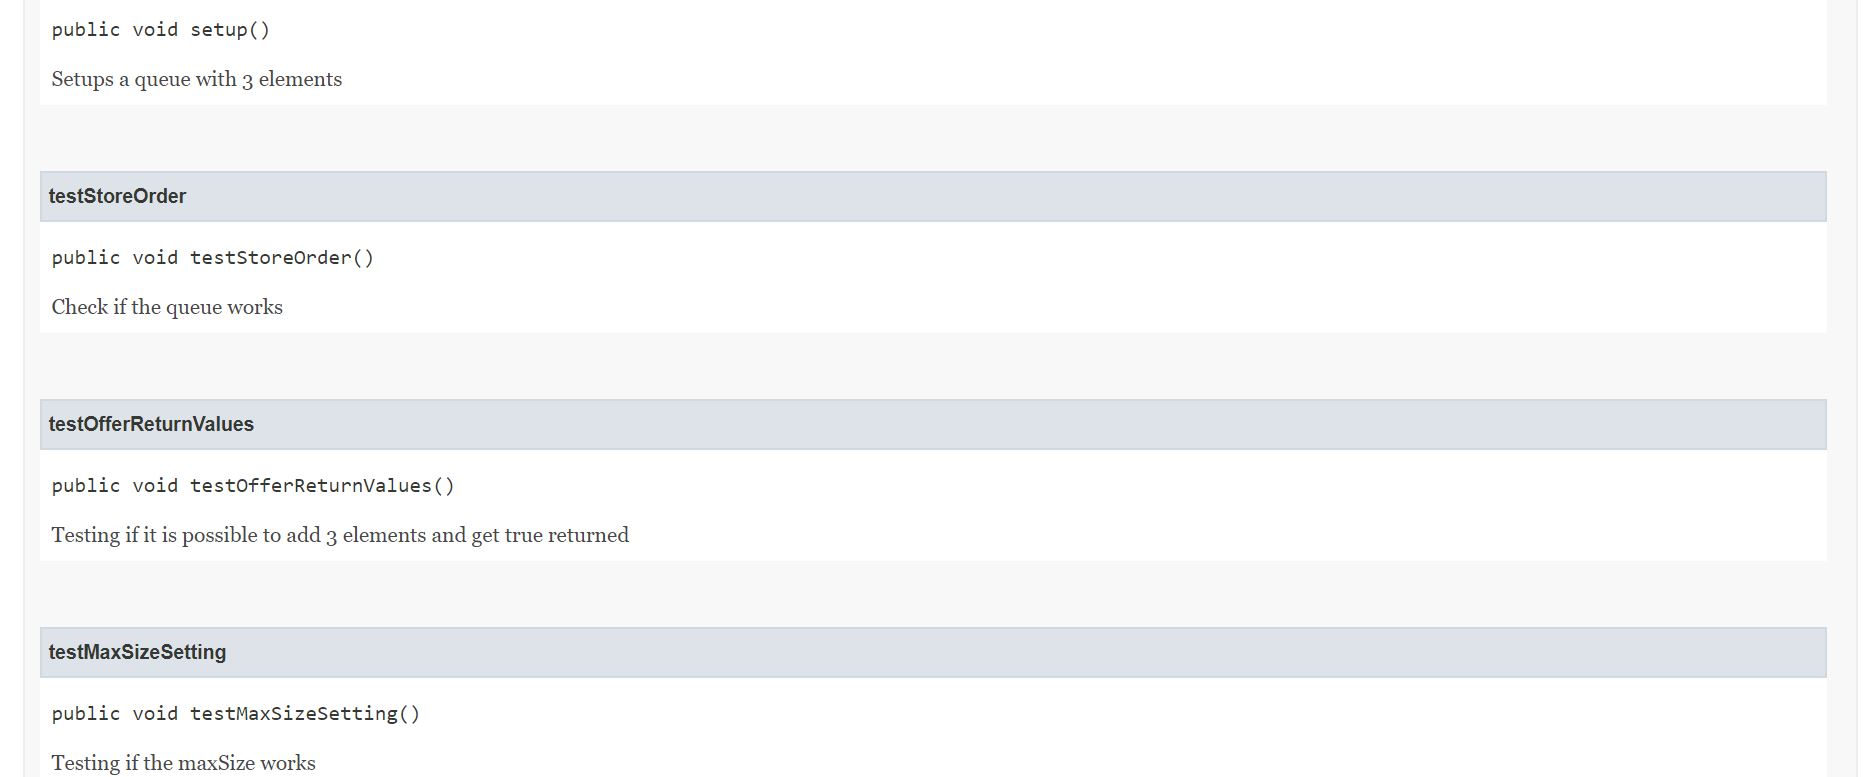 public void setup()
Setups a queue with 3 elements
testStoreOrder
public void testStoreOrder()
Check if the queue works
testOfferReturnValues
public void testOfferReturnValues()
Testing if it is possible to add 3 elements and get true returned
testMaxSizeSetting
public void testMaxSizeSetting()
Testing if the maxSize works